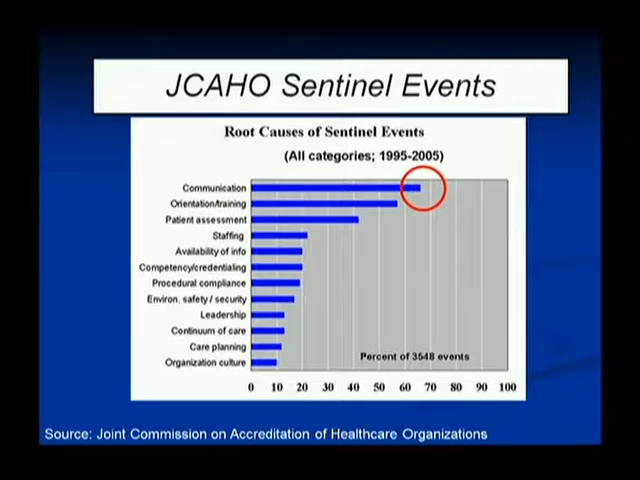 JCAHO Sentinel Events
Root Causes of Sentinel Events
(All categories; 1995-2005)
Communication
Orientation/training
Patient assessment
Staffing
Availability of info
Competency/credentialing
Procedural compliance
Environ. safety / security
Leadership
Continuum of care
Care planning
Organization culture
Percent of 3548 events
0 10 20 30 40 50 60 70 80 90 100
Source: Joint Commission on Accreditation of Healthcare Organizations